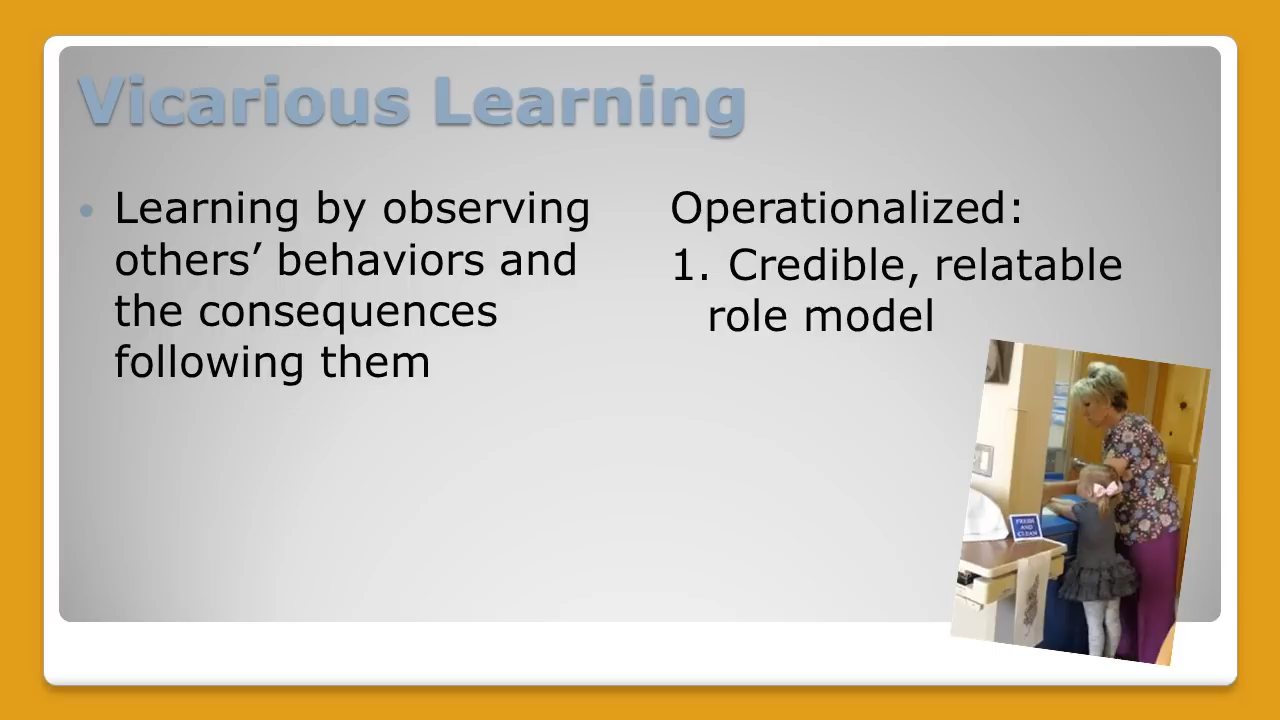 Vicarious Learning
• Learning by observing
others’ behaviors and
the consequences
following them
Operationalized:
1. Credible, relatable
role model
FRESH
AND
CLEAN